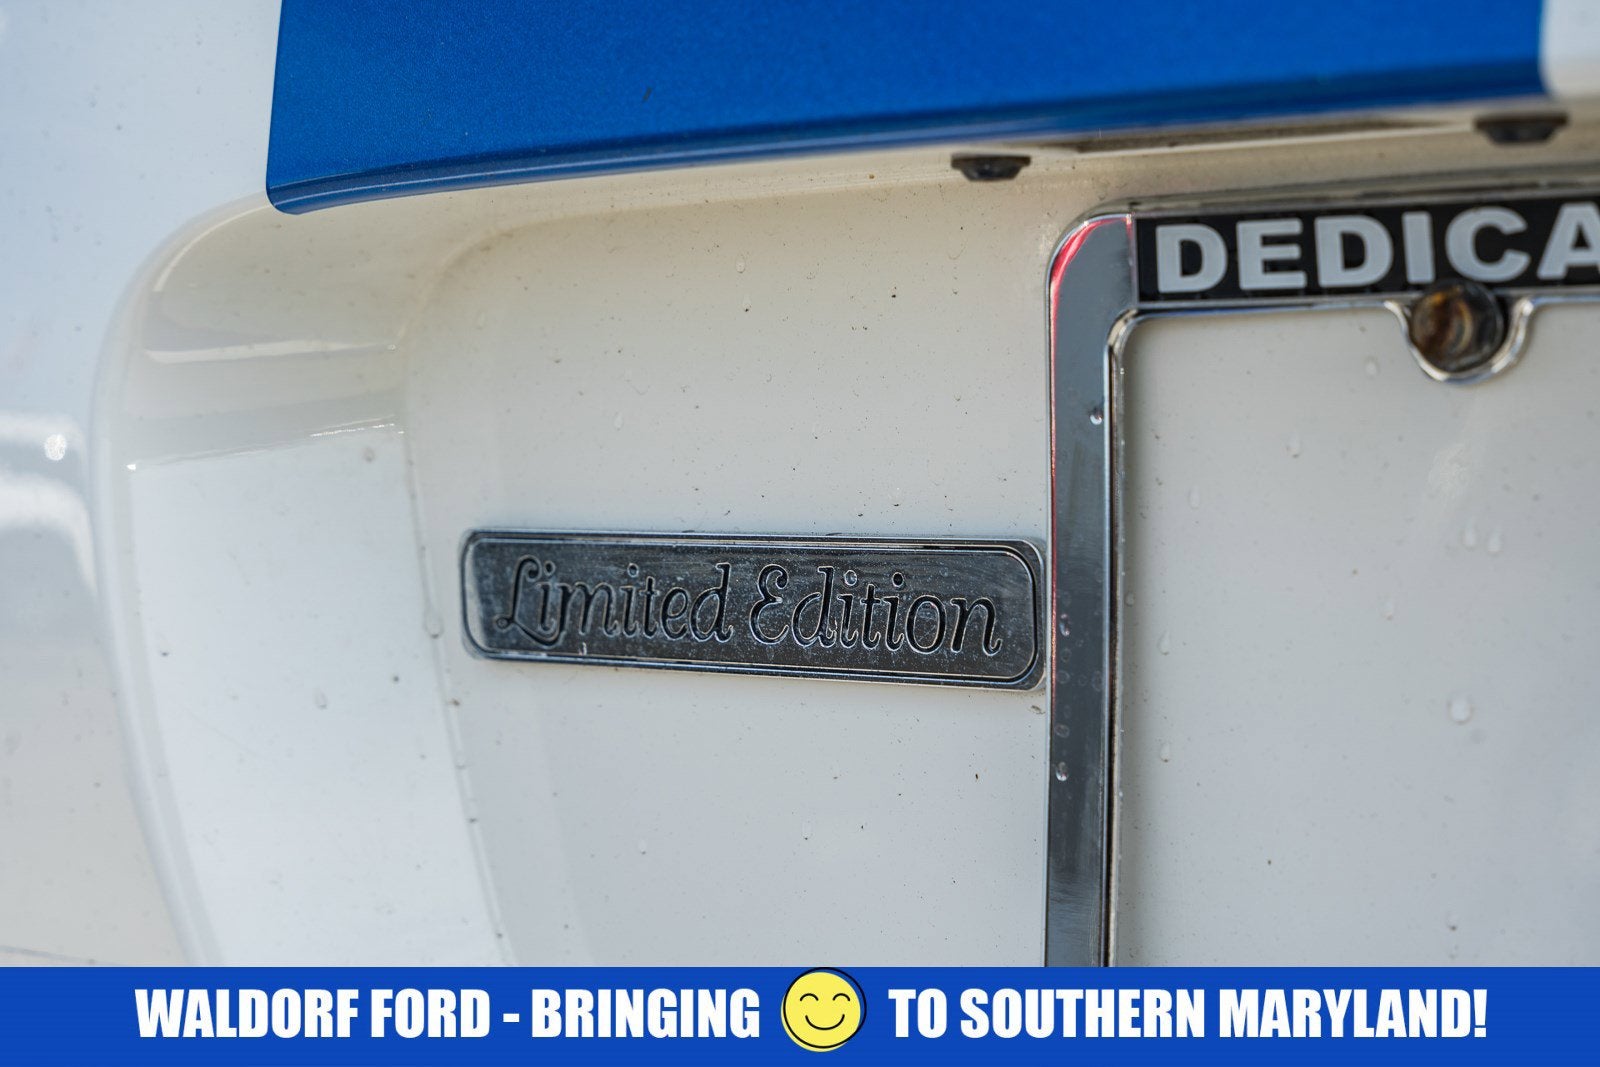 DEDICA
Limited Edition
WALDORF FORD - BRINGING TO SOUTHERN MARYLAND!